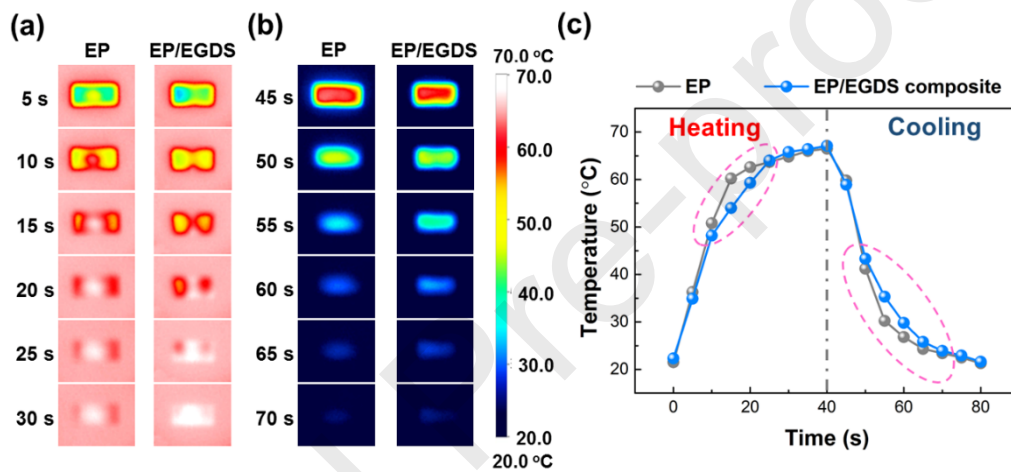 (a)
EP EP/EGDS
5 s
10 s
15 s
20 s
25 s
30 s
(b)
EP EP/EGDS
45 s
50 s
55 s
60 s
65 s
70 s
70.0 °C
70.0
60.0
50.0
40.0
30.0
20.0
20.0 °C
(c)
EP EP/EGDS composite
Heating Cooling
Temperature (°C)
70
60
50
40
30
20
0 20 40 60 80
Time (s)
Pre-pro